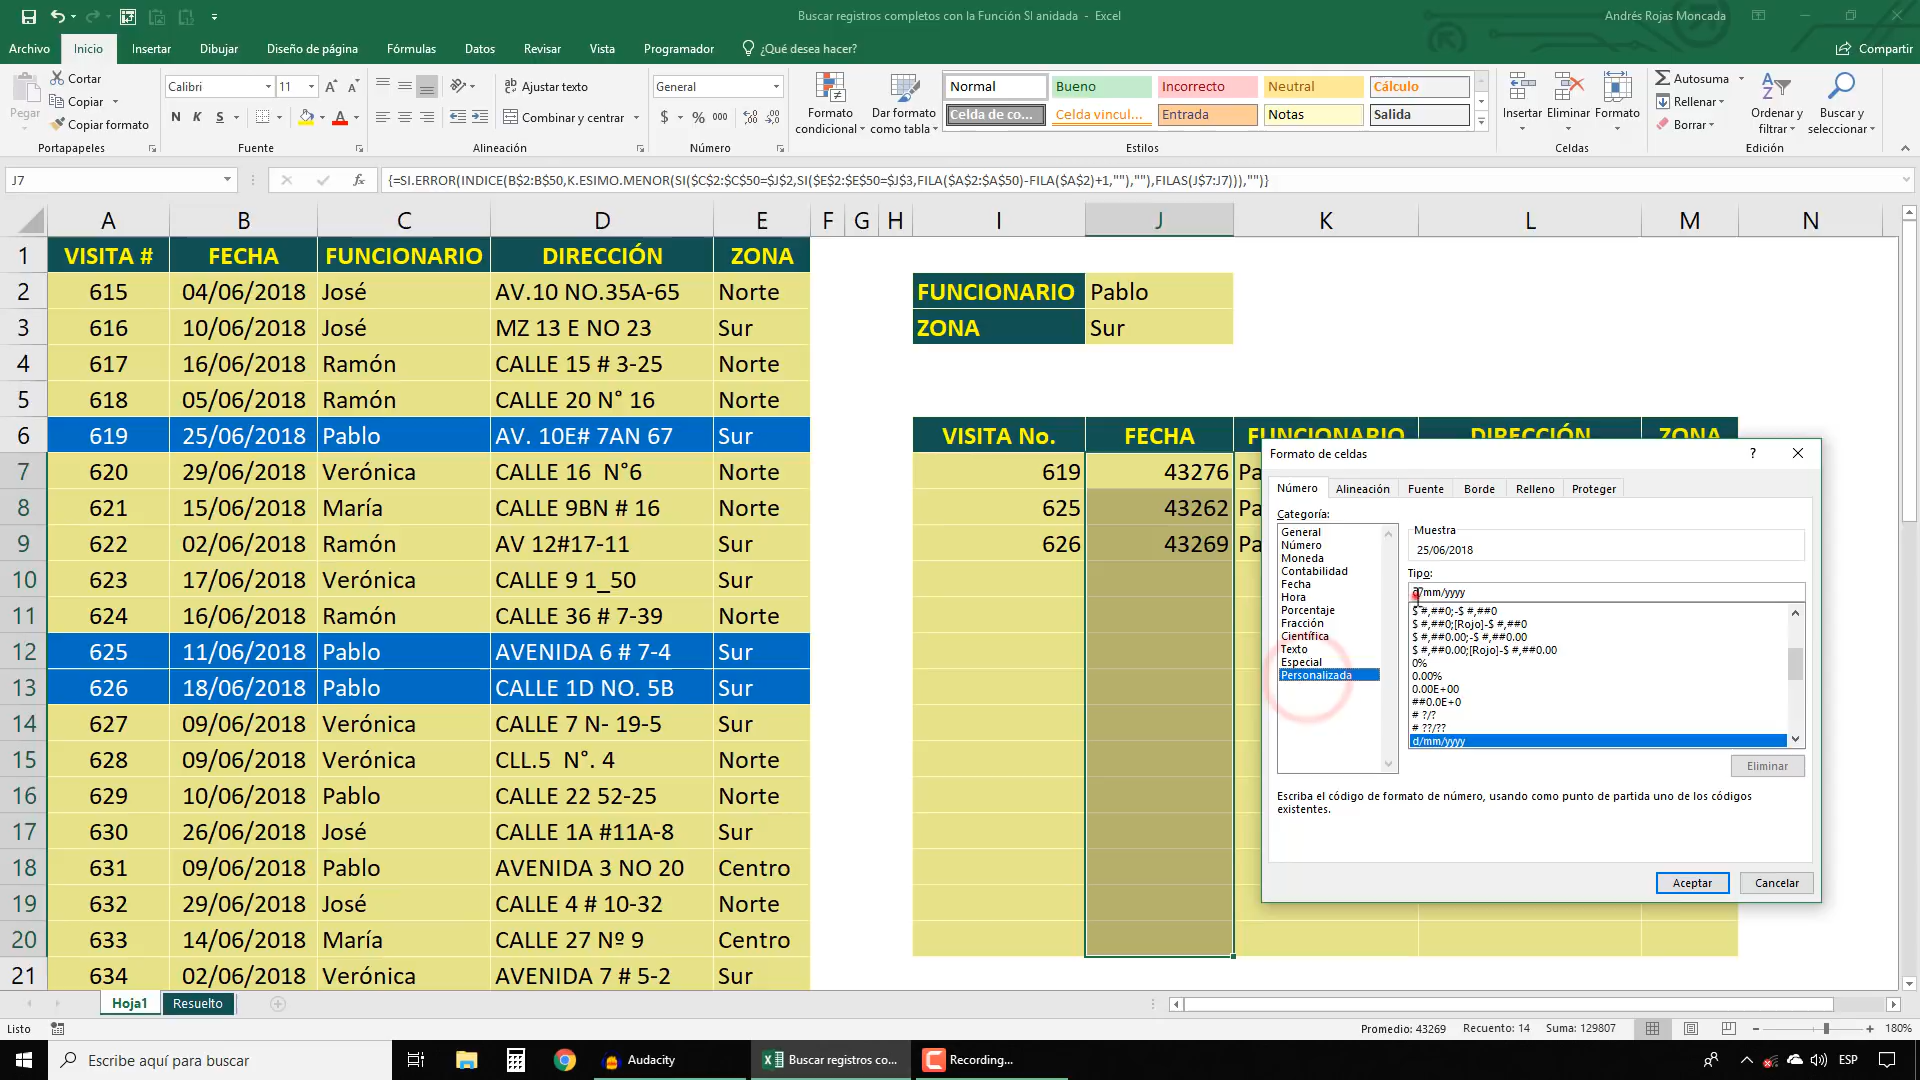 Buscar registros completos con la Función SI anidada - Excel
Andrés Rojas Moncada
Archivo Inicio Insertar Dibujar Diseño de página Fórmulas Datos Revisar Vista Programador ¿Qué desea hacer? Compartir
Pegar
Cortar
Copiar
Copiar formato
Portapapeles
Calibri 11
N K S
Fuente
Ajustar texto
Combinar y centrar
Alineación
General
$ % 000
Número
Formato condicional
Dar formato como tabla
Normal Bueno Incorrecto Neutral Cálculo
Celda de co... Celda vincul... Entrada Notas Salida
Estilos
Insertar Eliminar Formato
Celdas
Autosuma
Rellenar
Borrar
Ordenar y filtrar
Buscar y seleccionar
Edición
J7
{=SI.ERROR(INDICE(B$2:B$50,K.ESIMO.MENOR(SI($C$2:$C$50=$J$2,SI($E$2:$E$50=$J$3,FILA($A$2:$A$50)-FILA($A$2)+1,""),""),FILAS(J$7:J7))),"")}
A B C D E F G H I J K L M N
1 VISITA # FECHA FUNCIONARIO DIRECCIÓN ZONA
2 615 04/06/2018 José AV.10 NO.35A-65 Norte FUNCIONARIO Pablo
3 616 10/06/2018 José MZ 13 E NO 23 Sur ZONA Sur
4 617 16/06/2018 Ramón CALLE 15 # 3-25 Norte
5 618 05/06/2018 Ramón CALLE 20 N° 16 Norte
6 619 25/06/2018 Pablo AV. 10E# 7AN 67 Sur VISITA No. FECHA FUNCIONARIO DIRECCIÓN ZONA
7 620 29/06/2018 Verónica CALLE 16 N°6 Norte 619 43276 Pa
8 621 15/06/2018 María CALLE 9BN # 16 Norte 625 43262 Pa
9 622 02/06/2018 Ramón AV 12#17-11 Sur 626 43269 Pa
10 623 17/06/2018 Verónica CALLE 9 1_50 Sur
11 624 16/06/2018 Ramón CALLE 36 # 7-39 Norte
12 625 11/06/2018 Pablo AVENIDA 6 # 7-4 Sur
13 626 18/06/2018 Pablo CALLE 1D NO. 5B Sur
14 627 09/06/2018 Verónica CALLE 7 N- 19-5 Sur
15 628 09/06/2018 Verónica CLL.5 N°. 4 Norte
16 629 10/06/2018 Pablo CALLE 22 52-25 Norte
17 630 26/06/2018 José CALLE 1A #11A-8 Sur
18 631 09/06/2018 Pablo AVENIDA 3 NO 20 Centro
19 632 29/06/2018 José CALLE 4 # 10-32 Norte
20 633 14/06/2018 María CALLE 27 Nº 9 Centro
21 634 02/06/2018 Verónica AVENIDA 7 # 5-2 Sur
Formato de celdas ?
Número Alineación Fuente Borde Relleno Proteger
Categoría:
General
Número
Moneda
Contabilidad
Fecha
Hora
Porcentaje
Fracción
Científica
Texto
Especial
Personalizada
Muestra
25/06/2018
Tipo:
d/mm/yyyy
$ #,##0;-$ #,##0
$ #,##0;[Rojo]-$ #,##0
$ #,##0.00;-$ #,##0.00
$ #,##0.00;[Rojo]-$ #,##0.00
0%
0.00%
0.00E+00
##0.0E+0
# ?/?
# ??/??
d/mm/yyyy
Eliminar
Escriba el código de formato de número, usando como punto de partida uno de los códigos
existentes.
Aceptar Cancelar
Hoja1 Resuelto
Listo Promedio: 43269 Recuento: 14 Suma: 129807 180%
Escribe aquí para buscar Audacity Buscar registros co... Recording... ESP